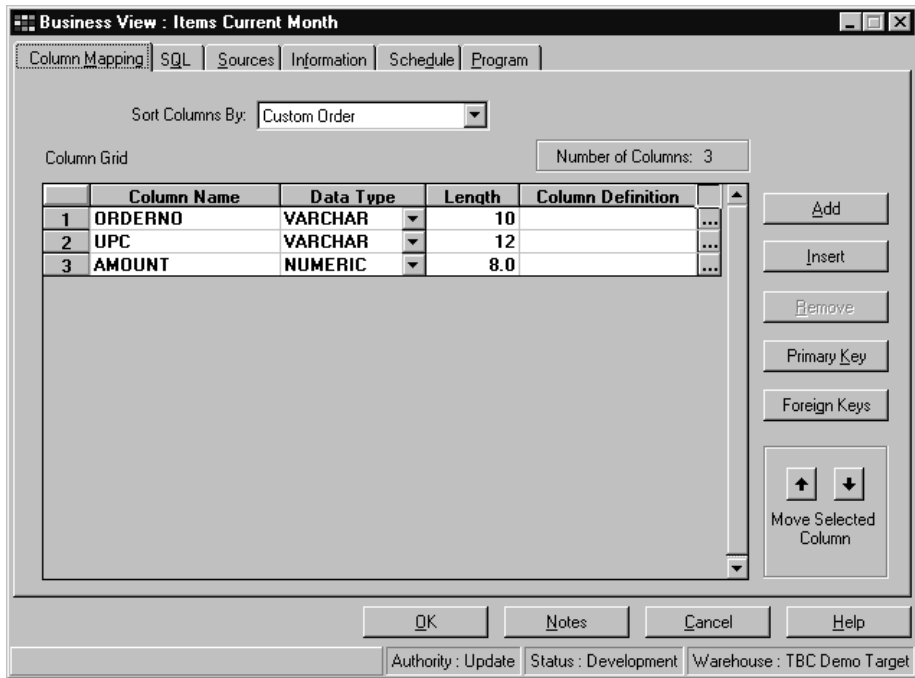 Business View : Items Current Month
Column Mapping SQL Sources Information Schedule Program
Sort Columns By: Custom Order
Column Grid Number of Columns: 3
Column Name Data Type Length Column Definition
1 ORDERNO VARCHAR 10 ...
2 UPC VARCHAR 12 ...
3 AMOUNT NUMERIC 8.0 ...
Add
Insert
Remove
Primary Key
Foreign Keys
Move Selected
Column
OK Notes Cancel Help
Authority : Update Status : Development Warehouse : TBC Demo Target